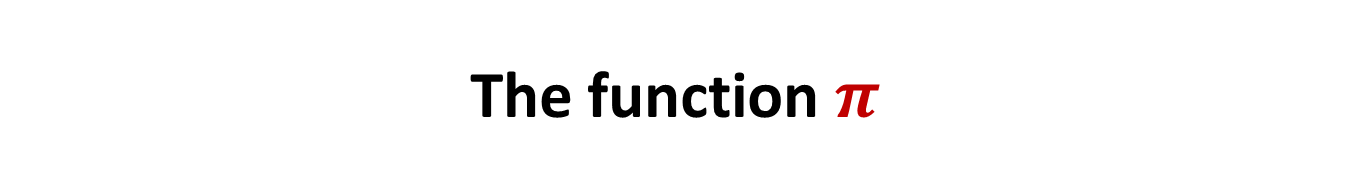 The function π